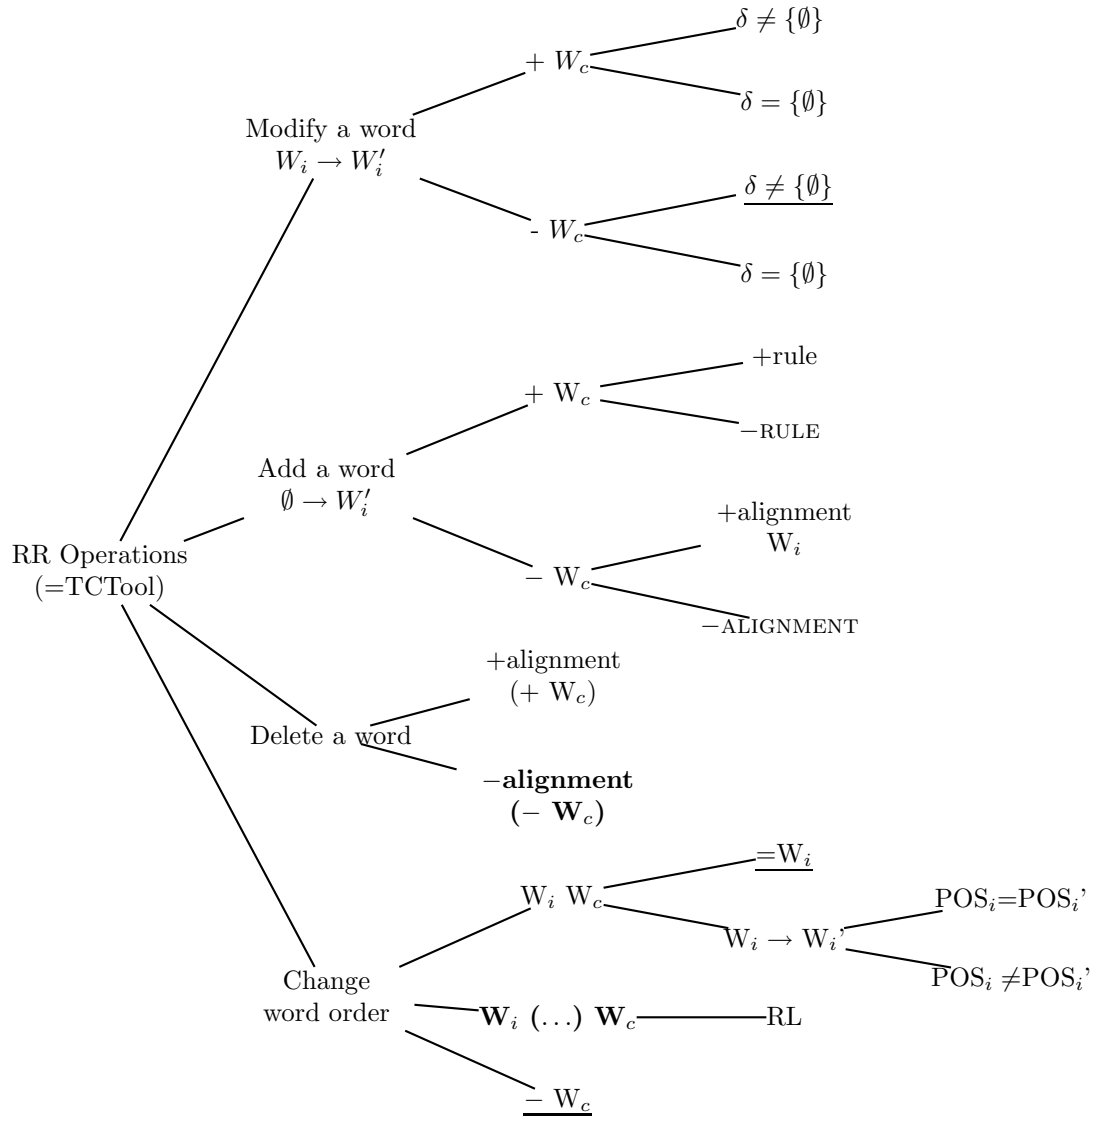 δ ≠ {∅}
+ W_c
δ = {∅}
Modify a word
W_i → W_i′
δ ≠ {∅}
- W_c
δ = {∅}
+rule
+ W_c
−RULE
Add a word
∅ → W_i′
+alignment
W_i
− W_c
−ALIGNMENT
RR Operations
(=TCTool)
+alignment
(+ W_c)
Delete a word
−alignment
(− W_c)
=W_i
W_i W_c
POS_i=POS_i'
W_i → W_i'
POS_i ≠POS_i'
Change
word order
W_i (...) W_c
RL
− W_c